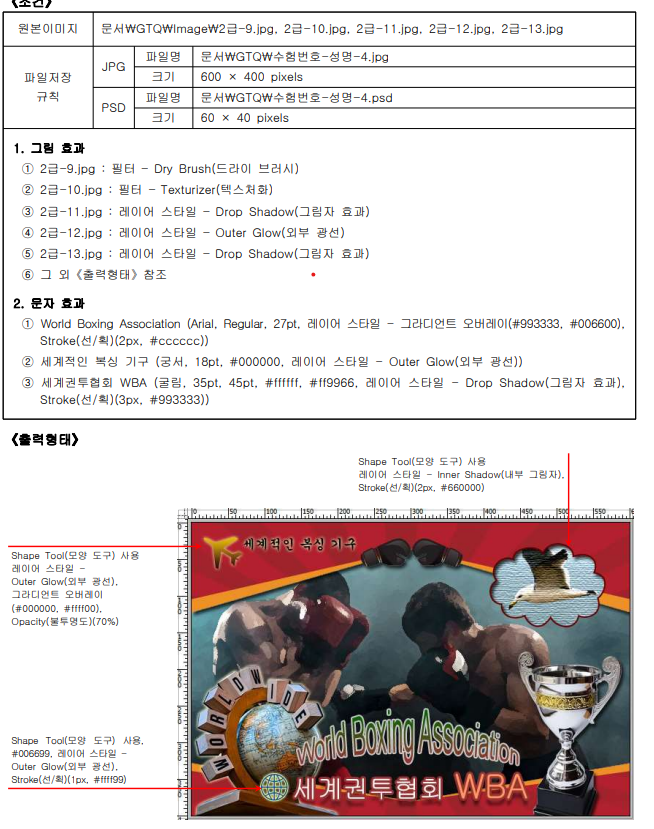 《조건》
원본이미지 문서\GTQ\Image\2급-9.jpg, 2급-10.jpg, 2급-11.jpg, 2급-12.jpg, 2급-13.jpg
파일저장 규칙
JPG 파일명 문서\GTQ\수험번호-성명-4.jpg
크기 600 × 400 pixels
PSD 파일명 문서\GTQ\수험번호-성명-4.psd
크기 60 × 40 pixels
1. 그림 효과
① 2급-9.jpg : 필터 - Dry Brush(드라이 브러시)
② 2급-10.jpg : 필터 - Texturizer(텍스처화)
③ 2급-11.jpg : 레이어 스타일 - Drop Shadow(그림자 효과)
④ 2급-12.jpg : 레이어 스타일 - Outer Glow(외부 광선)
⑤ 2급-13.jpg : 레이어 스타일 - Drop Shadow(그림자 효과)
⑥ 그 외《출력형태》참조
2. 문자 효과
① World Boxing Association (Arial, Regular, 27pt, 레이어 스타일 - 그라디언트 오버레이(#993333, #006600),
Stroke(선/획)(2px, #cccccc))
② 세계적인 복싱 기구 (궁서, 18pt, #000000, 레이어 스타일 - Outer Glow(외부 광선))
③ 세계권투협회 WBA (굴림, 35pt, 45pt, #ffffff, #ff9966, 레이어 스타일 - Drop Shadow(그림자 효과),
Stroke(선/획)(3px, #993333))
《출력형태》
Shape Tool(모양 도구) 사용
레이어 스타일 - Inner Shadow(내부 그림자),
Stroke(선/획)(2px, #660000)
0 50 100 150 200 250 300 350 400 450 500 550
Shape Tool(모양 도구) 사용
레이어 스타일 -
Outer Glow(외부 광선),
그라디언트 오버레이
(#000000, #ffff00),
Opacity(불투명도)(70%)
세계적인 복싱 기구
WORLDWIDE
World Boxing Association
세계권투협회 WBA
Shape Tool(모양 도구) 사용,
#006699, 레이어 스타일 -
Outer Glow(외부 광선),
Stroke(선/획)(1px, #ffff99)